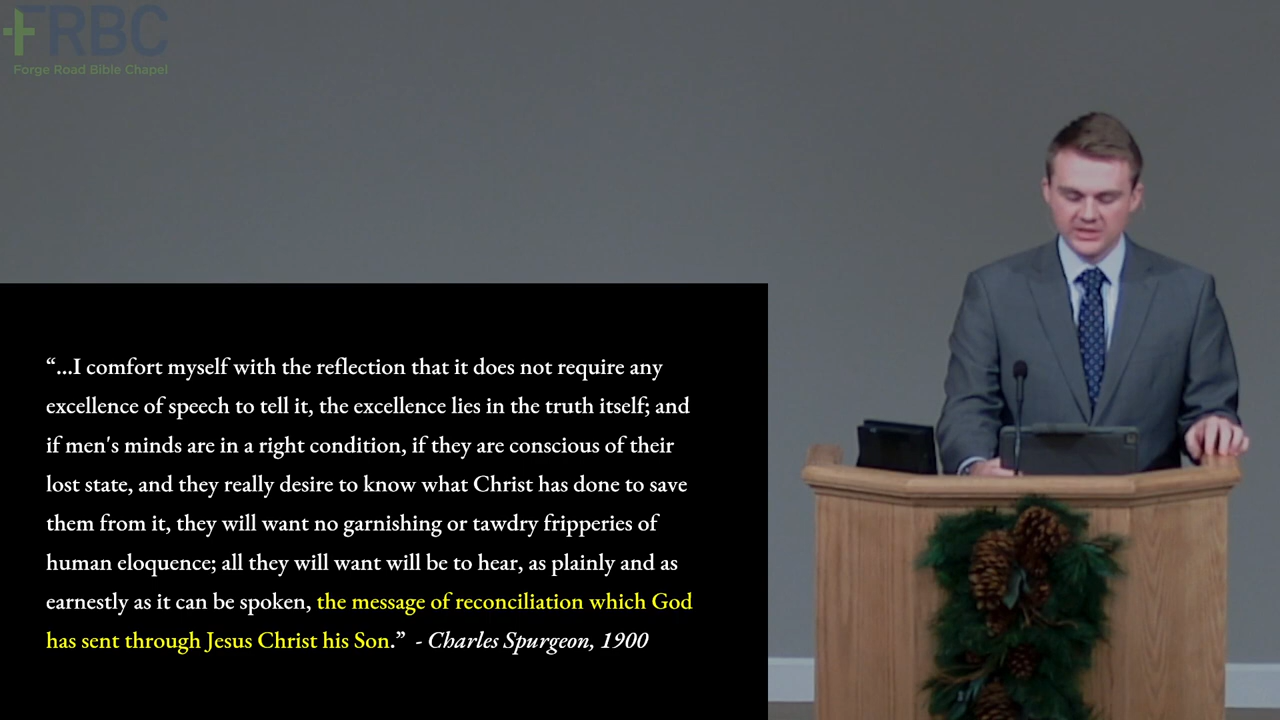 FRBC
Forge Road Bible Chapel
“...I comfort myself with the reflection that it does not require any
excellence of speech to tell it, the excellence lies in the truth itself; and
if men's minds are in a right condition, if they are conscious of their
lost state, and they really desire to know what Christ has done to save
them from it, they will want no garnishing or tawdry fripperies of
human eloquence; all they will want will be to hear, as plainly and as
earnestly as it can be spoken, the message of reconciliation which God
has sent through Jesus Christ his Son.” - Charles Spurgeon, 1900